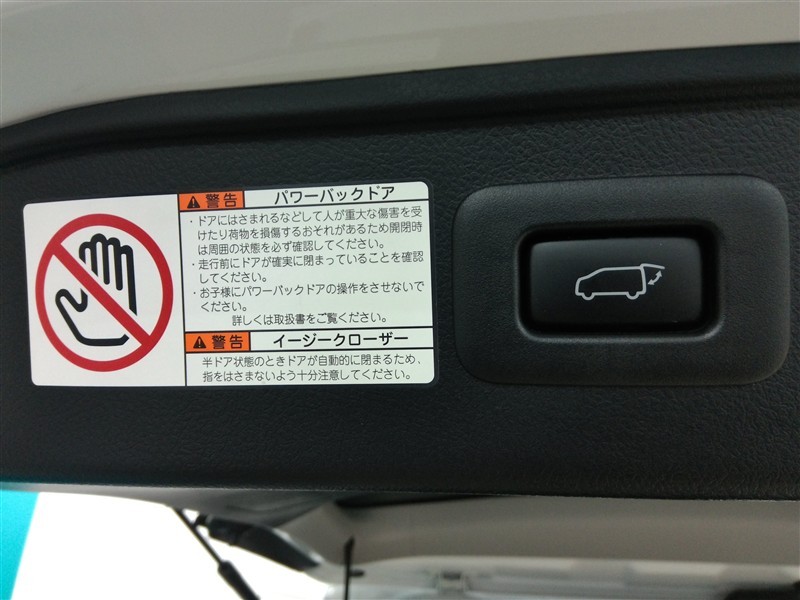 警告 パワーバックドア
・ドアにはさまれるなどして人が重大な傷害を受
けたり荷物を損傷するおそれがあるため開閉時
は周囲の状態を必ず確認してください。
・走行前にドアが確実に閉まっていることを確認
してください。
・お子様にパワーバックドアの操作をさせないで
ください。
詳しくは取扱書をご覧ください。
警告 イージークローザー
半ドア状態のときドアが自動的に閉まるため、
指をはさまないよう十分注意してください。